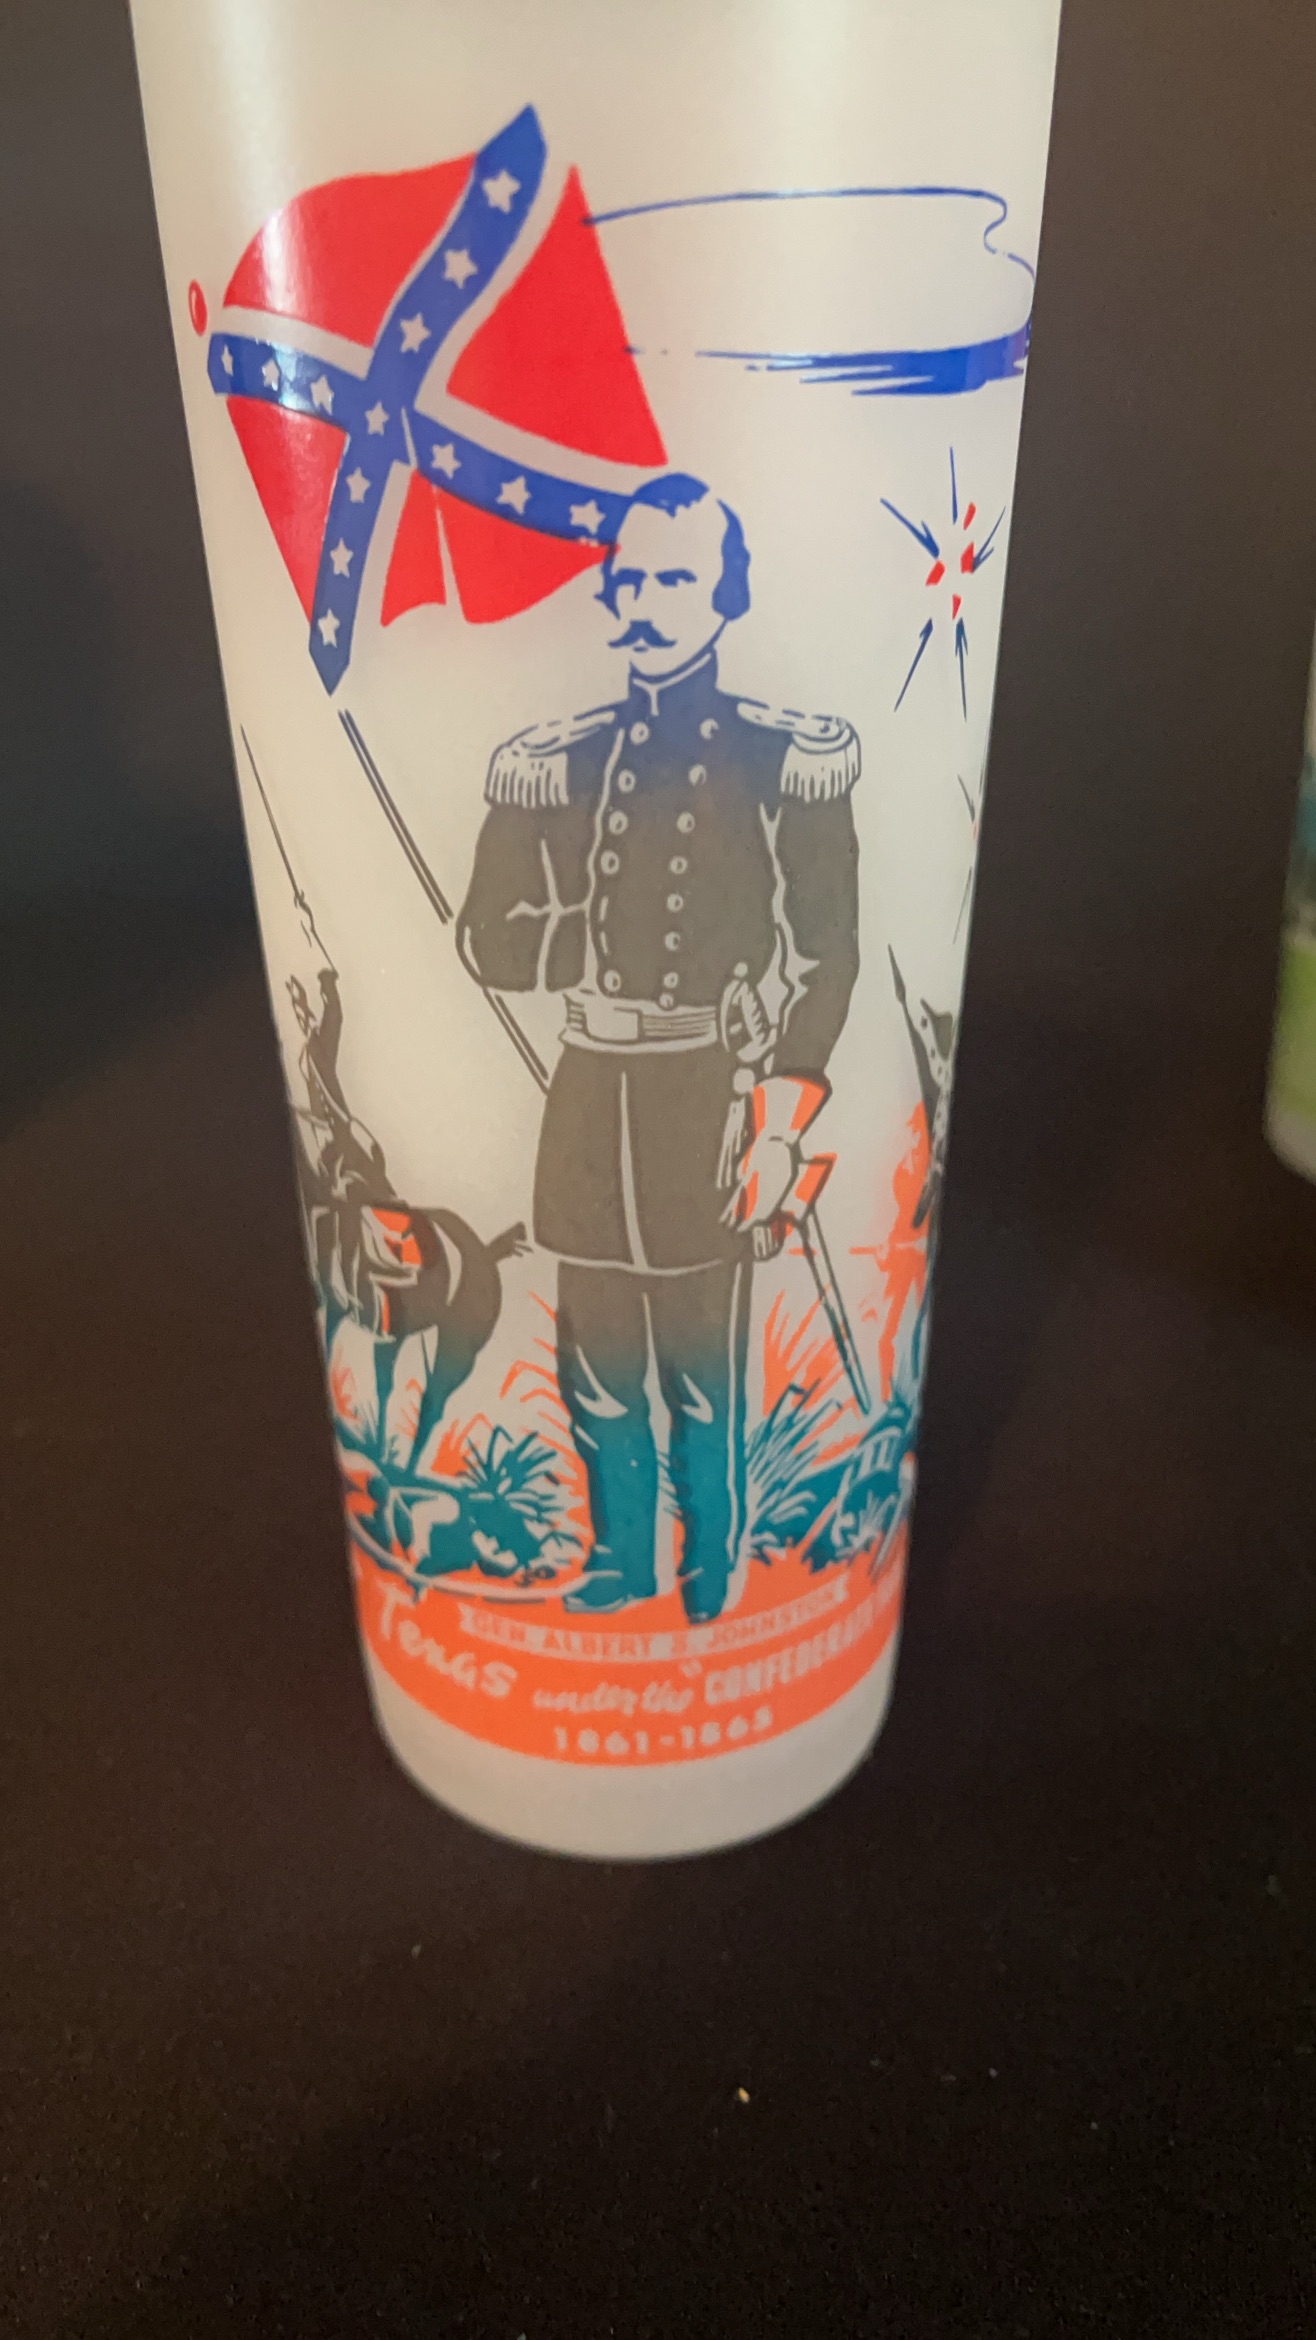 GEN. ALBERT S. JOHNSTON
Texas under the "CONFEDERATE
1861-1865